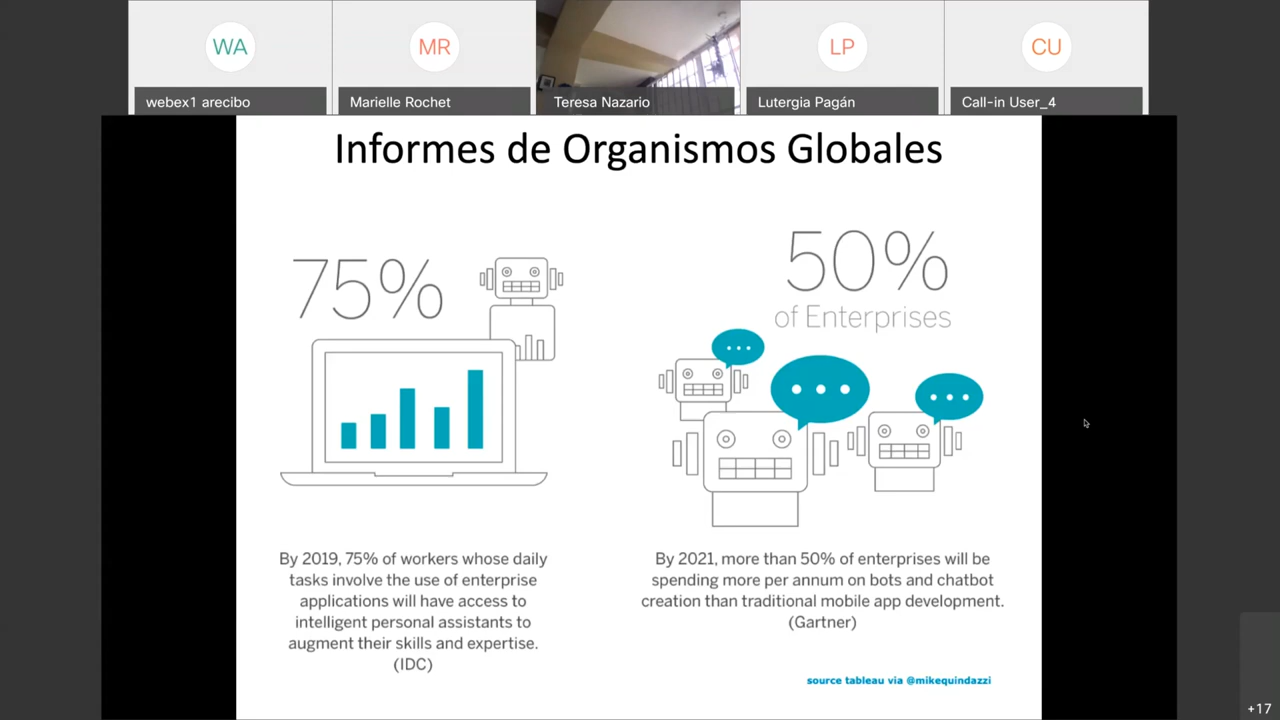 WA
MR
LP
CU
webex1 arecibo
Marielle Rochet
Teresa Nazario
Lutergia Pagán
Call-in User_4
Informes de Organismos Globales
75%
50%
of Enterprises
By 2019, 75% of workers whose daily
tasks involve the use of enterprise
applications will have access to
intelligent personal assistants to
augment their skills and expertise.
(IDC)
By 2021, more than 50% of enterprises will be
spending more per annum on bots and chatbot
creation than traditional mobile app development.
(Gartner)
source tableau via @mikequindazzi
+17